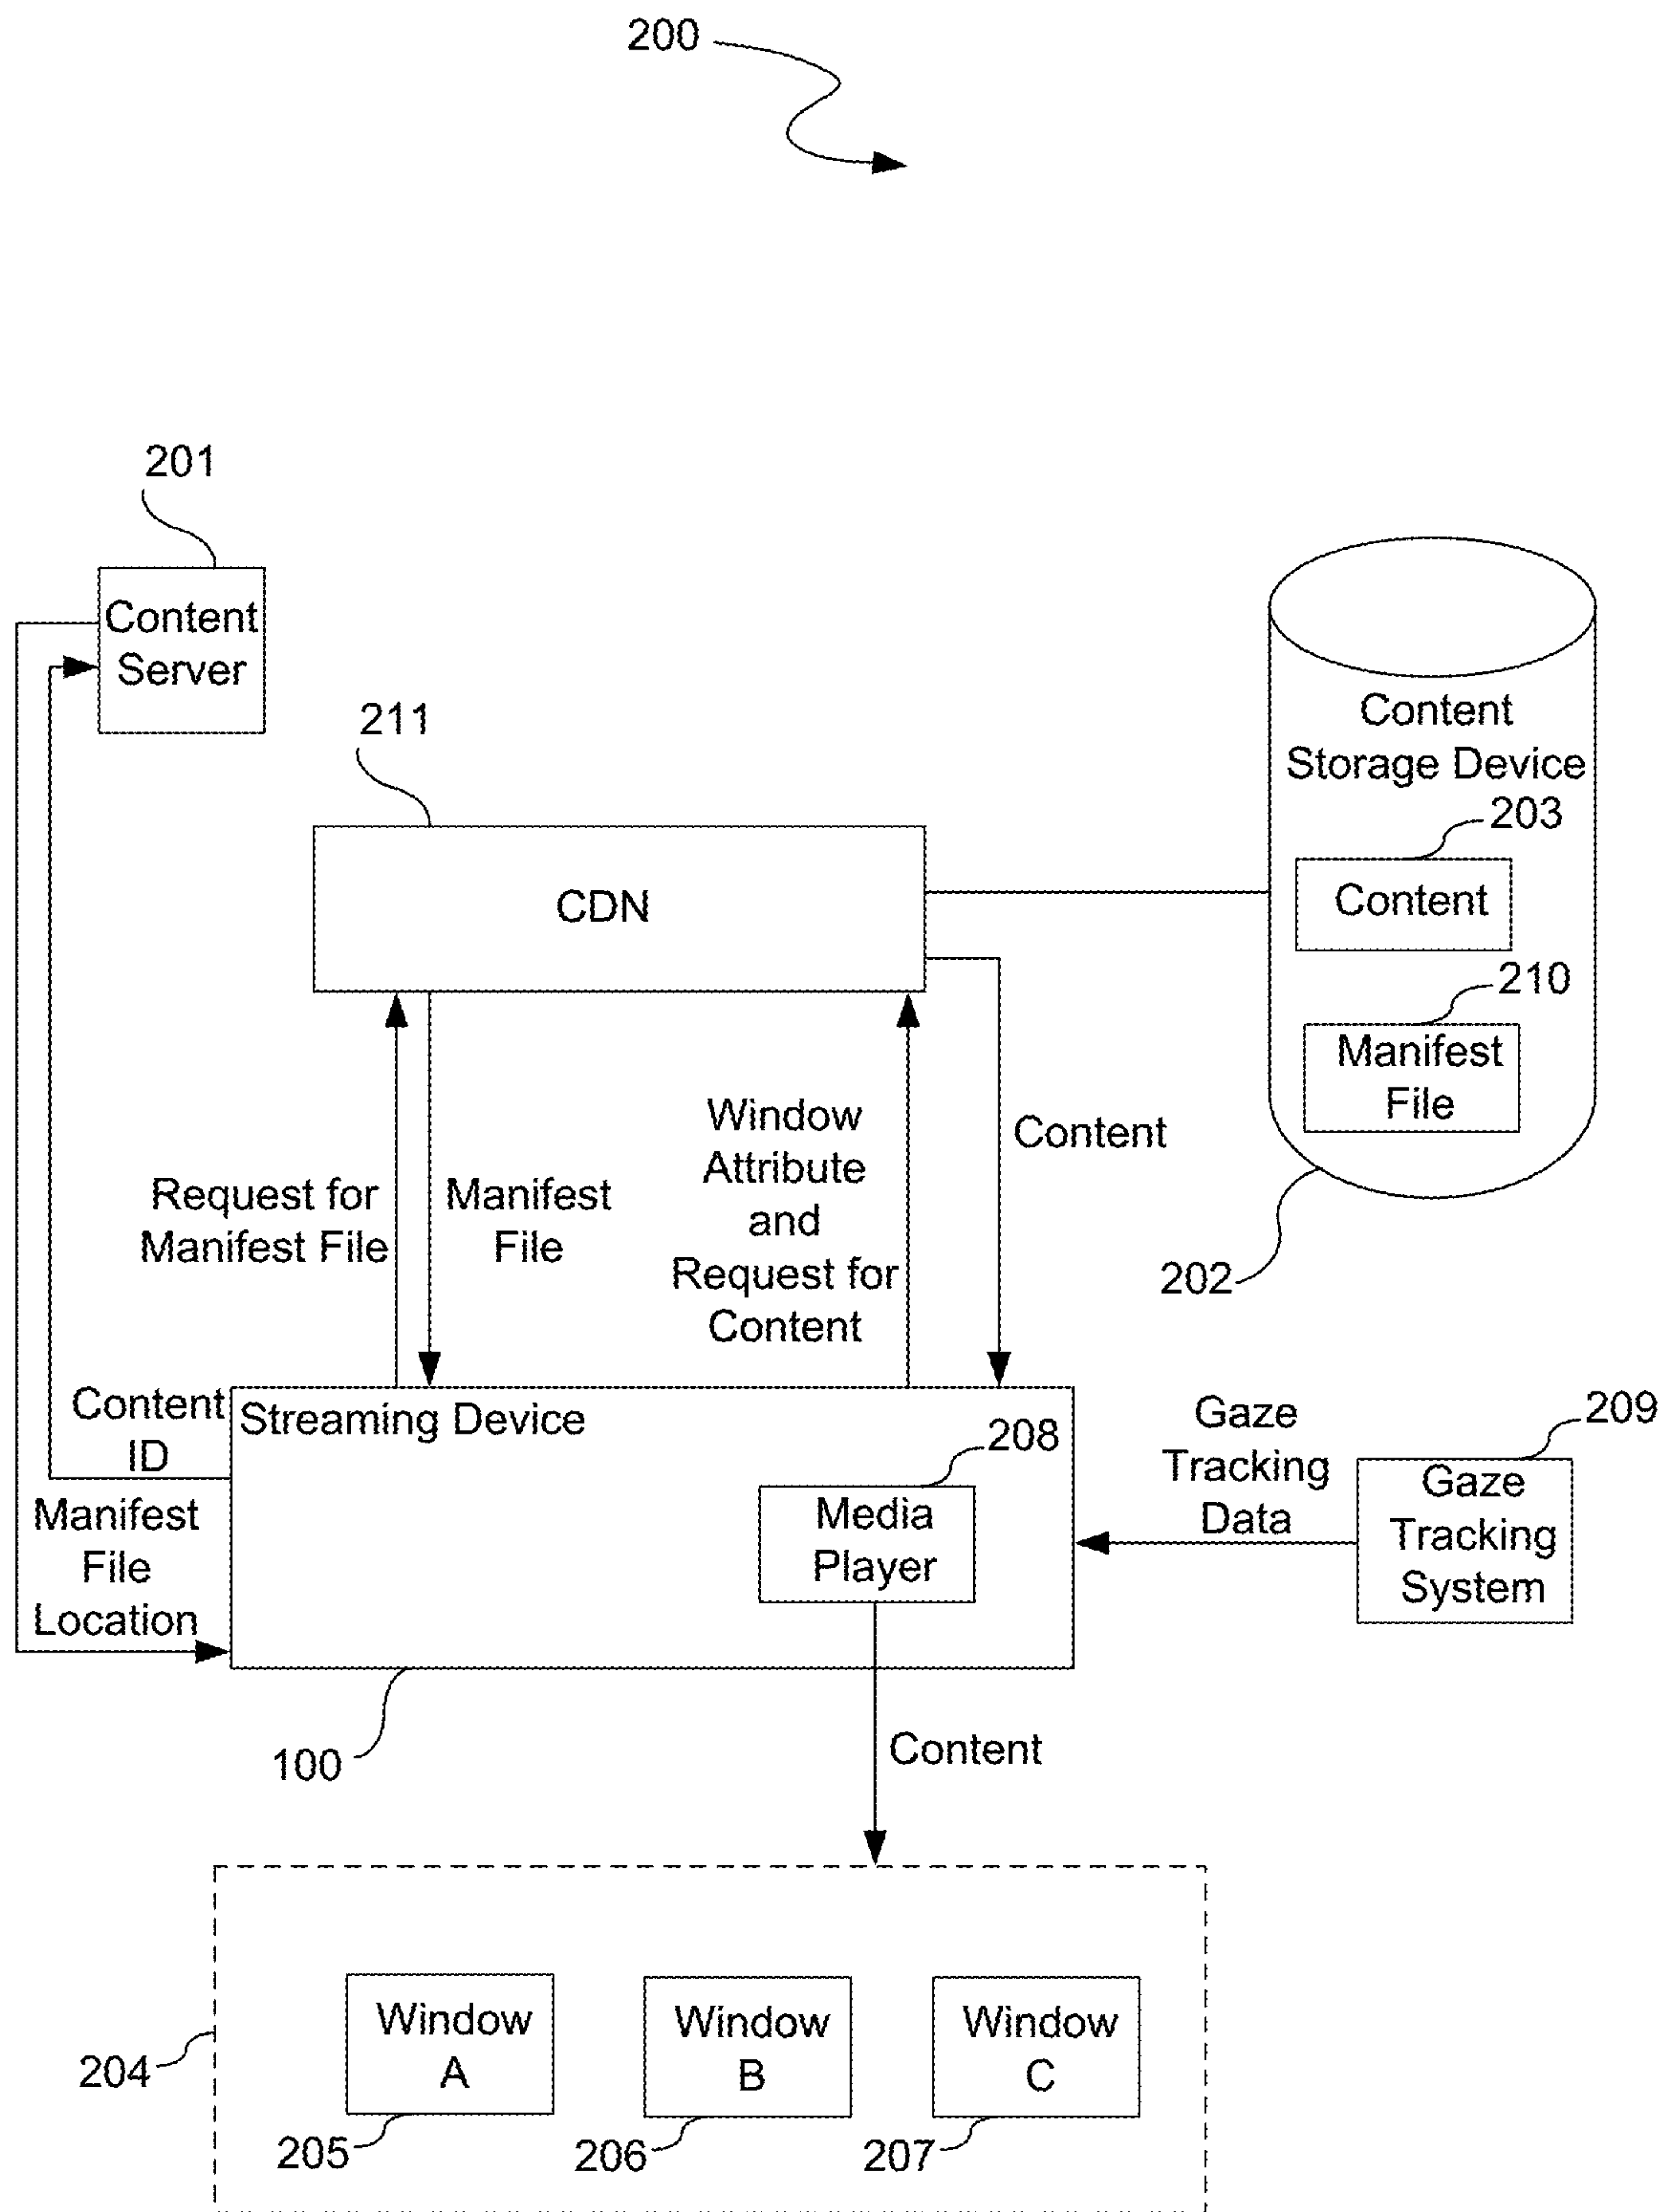 200
201
Content
Server
211
CDN
Content
Storage Device
203
Content
210
Manifest
File
202
Request for
Manifest File
Manifest
File
Window
Attribute
and
Request for
Content
Content
Content
ID
Manifest
File
Location
Streaming Device
208
Media
Player
100
Gaze
Tracking
Data
209
Gaze
Tracking
System
Content
204
Window
A
205
Window
B
206
Window
C
207